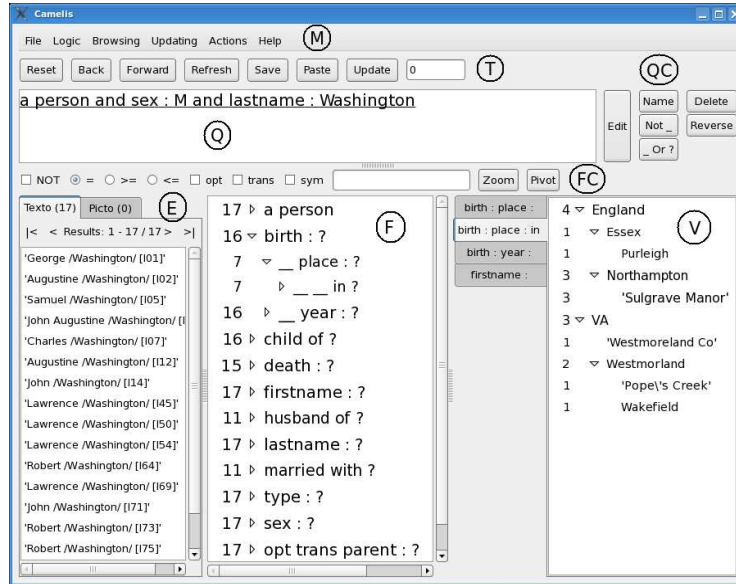 Camelis
File Logic Browsing Updating Actions Help M
Reset Back Forward Refresh Save Paste Update 0 T QC
a person and sex : M and lastname : Washington
Q
Edit
Name Delete
Not _ Reverse
_ Or ?
NOT = >= <= opt trans sym Zoom Pivot FC
Texto (17) Picto (0) E
|< < Results: 1 - 17 / 17 > >|
'George /Washington/ [I01]'
'Augustine /Washington/ [I02]'
'Samuel /Washington/ [I05]'
'John Augustine /Washington/ [I
'Charles /Washington/ [I07]'
'Augustine /Washington/ [I12]'
'John /Washington/ [I14]'
'Lawrence /Washington/ [I45]'
'Lawrence /Washington/ [I50]'
'Lawrence /Washington/ [I54]'
'Robert /Washington/ [I64]'
'Lawrence /Washington/ [I69]'
'John /Washington/ [I71]'
'Robert /Washington/ [I73]'
'Robert /Washington/ [I75]'
F
17 a person
16 birth : ?
7 __ place : ?
7 __ __ in ?
16 __ year : ?
16 child of ?
15 death : ?
17 firstname : ?
11 husband of ?
17 lastname : ?
11 married with ?
17 type : ?
17 sex : ?
17 opt trans parent : ?
birth : place :
birth : place : in
birth : year :
firstname :
V
4 England
1 Essex
1 Purleigh
3 Northampton
3 'Sulgrave Manor'
3 VA
1 'Westmoreland Co'
2 Westmorland
1 'Pope\'s Creek'
1 Wakefield